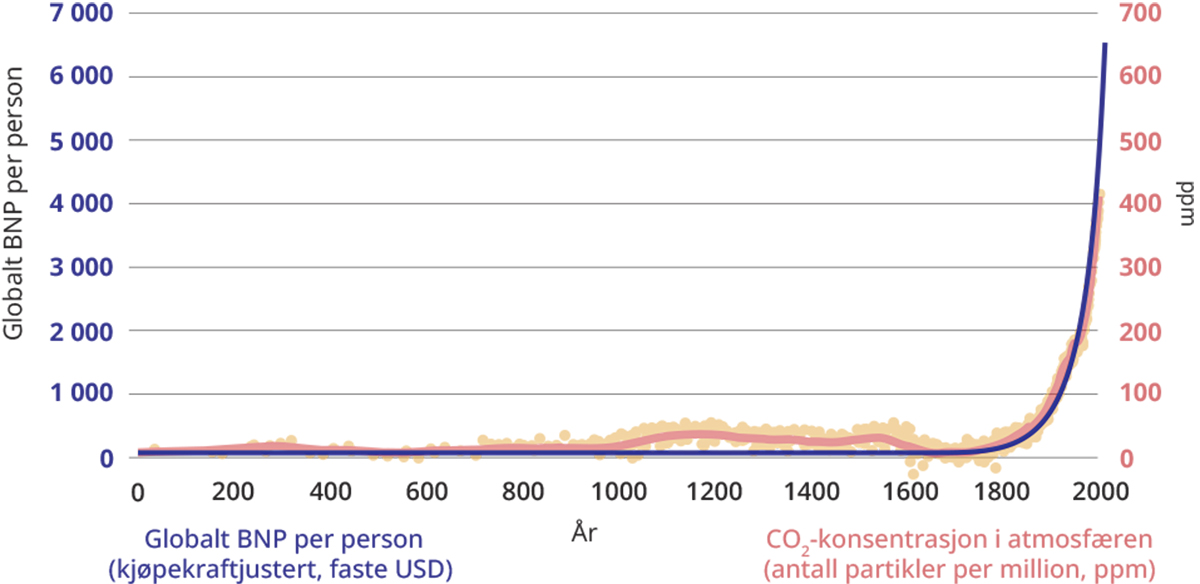 Globalt BNP per person
7 000
6 000
5 000
4 000
3 000
2 000
1 000
0
700
600
500
400
300
200
100
0
ppm
0 200 400 600 800 1000 1200 1400 1600 1800 2000
År
Globalt BNP per person
(kjøpekraftjustert, faste USD)
CO₂-konsentrasjon i atmosfæren
(antall partikler per million, ppm)